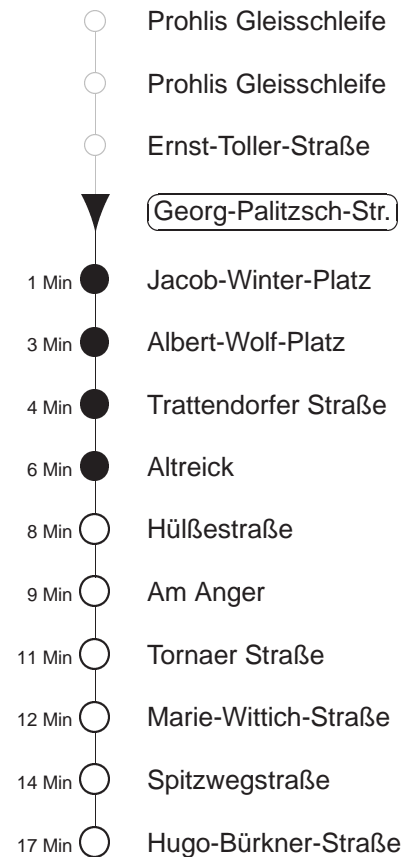 Prohlis Gleisschleife
Prohlis Gleisschleife
Ernst-Toller-Straße
Georg-Palitzsch-Str.
1 Min Jacob-Winter-Platz
3 Min Albert-Wolf-Platz
4 Min Trattendorfer Straße
6 Min Altreick
8 Min Hülßestraße
9 Min Am Anger
11 Min Tornaer Straße
12 Min Marie-Wittich-Straße
14 Min Spitzwegstraße
17 Min Hugo-Bürkner-Straße